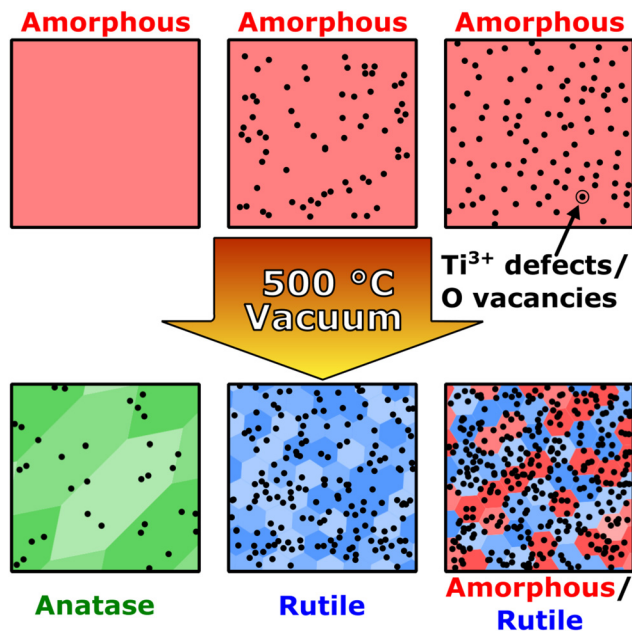 Amorphous Amorphous Amorphous
Ti³⁺ defects/
O vacancies
500 °C
Vacuum
Anatase Rutile Amorphous/
Rutile